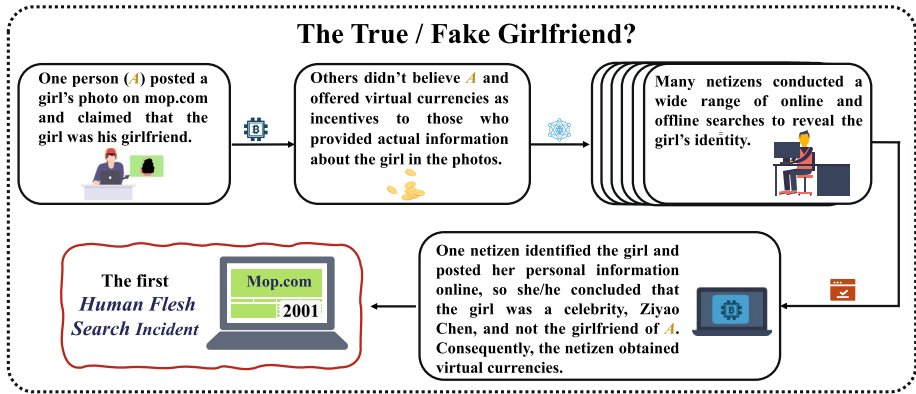 The True / Fake Girlfriend?
One person (A) posted a
girl's photo on mop.com
and claimed that the
girl was his girlfriend.
Others didn't believe A and
offered virtual currencies as
incentives to those who
provided actual information
about the girl in the photos.
Many netizens conducted a
wide range of online and
offline searches to reveal the
girl's identity.
One netizen identified the girl and
posted her personal information
online, so she/he concluded that
the girl was a celebrity, Ziyao
Chen, and not the girlfriend of A.
Consequently, the netizen obtained
virtual currencies.
The first
Human Flesh
Search Incident
Mop.com
2001